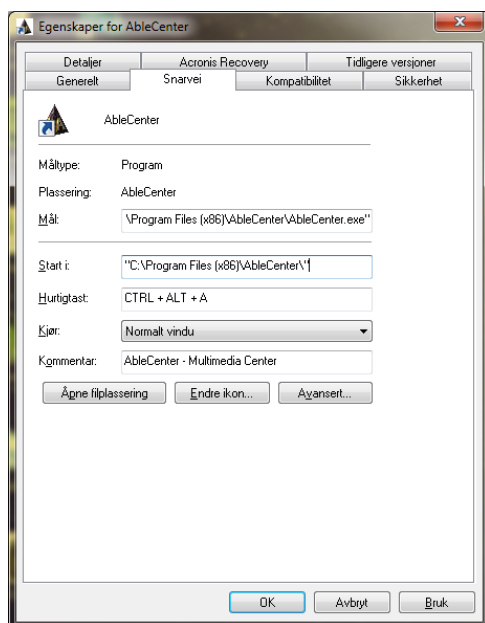 Egenskaper for AbleCenter
Detaljer Acronis Recovery Tidligere versjoner
Generelt Snarvei Kompatibilitet Sikkerhet
AbleCenter
Måltype: Program
Plassering: AbleCenter
Mål: \Program Files (x86)\AbleCenter\AbleCenter.exe"
Start i: "C:\Program Files (x86)\AbleCenter\"
Hurtigtast: CTRL + ALT + A
Kjør: Normalt vindu
Kommentar: AbleCenter - Multimedia Center
Åpne filplassering Endre ikon... Avansert...
OK Avbryt Bruk